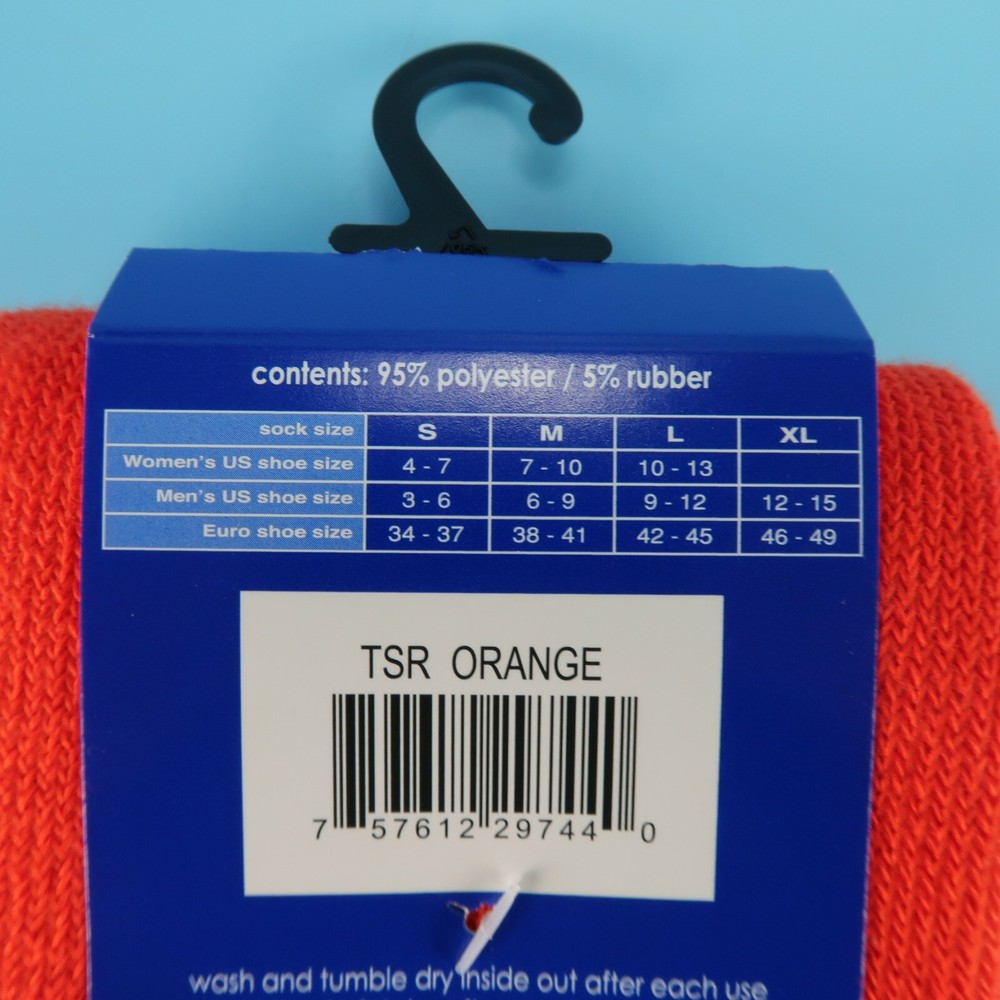 contents: 95% polyester / 5% rubber
sock size S M L XL
Women's US shoe size 4 - 7 7 - 10 10 - 13
Men's US shoe size 3 - 6 6 - 9 9 - 12 12 - 15
Euro shoe size 34 - 37 38 - 41 42 - 45 46 - 49
TSR ORANGE
7 57612 29744 0
wash and tumble dry inside out after each use